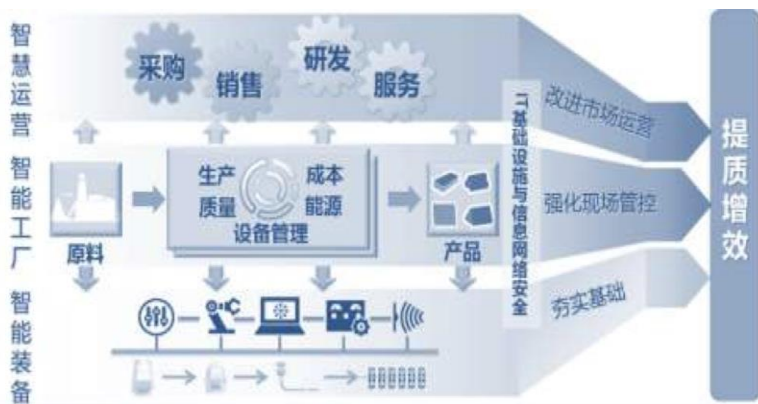 智慧运营
采购
销售
研发
服务
改进市场运营
智能工厂
原料
生产
质量
成本
能源
设备管理
产品
IT基础设施与信息网络安全
强化现场管控
智能装备
夯实基础
提质增效